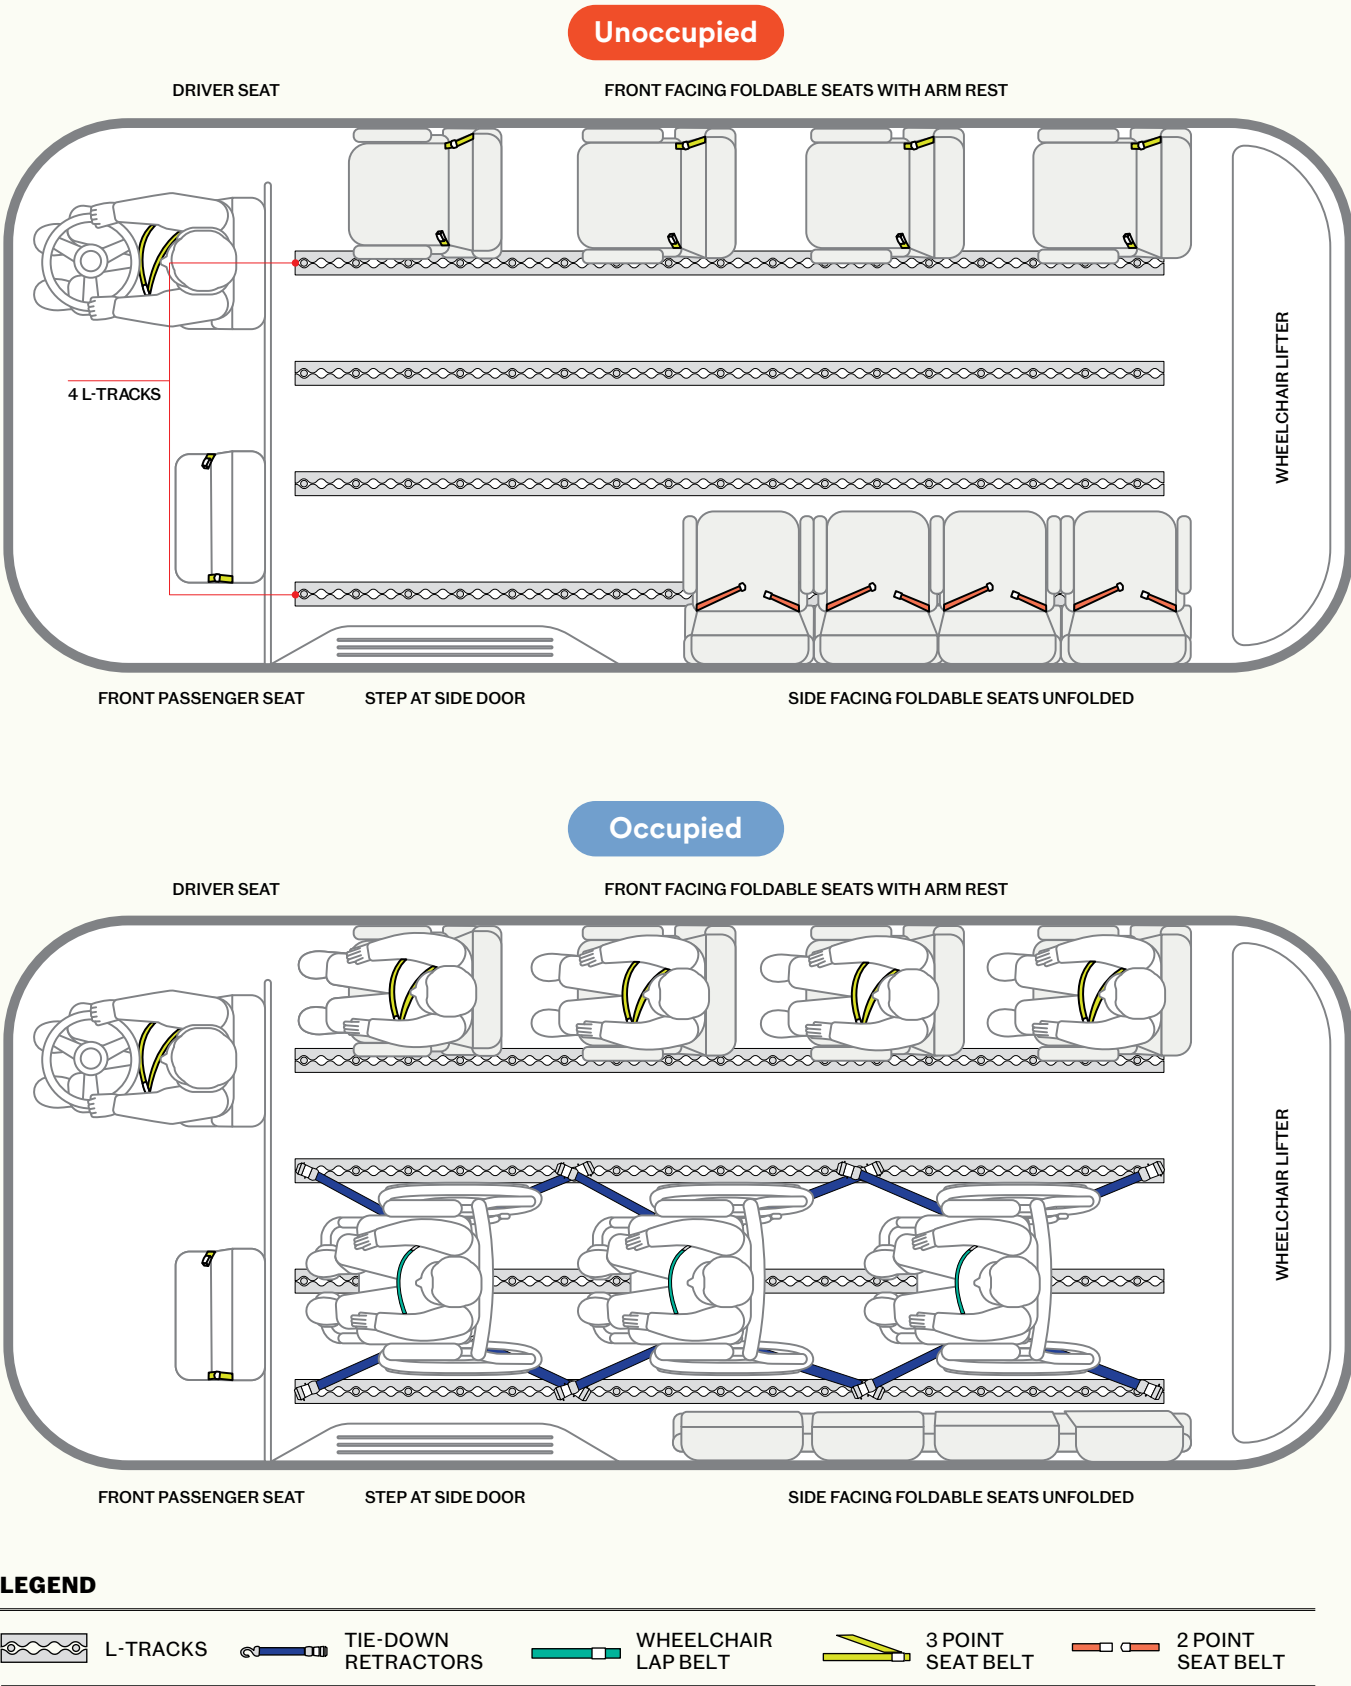 Unoccupied
DRIVER SEAT
FRONT FACING FOLDABLE SEATS WITH ARM REST
4 L-TRACKS
WHEELCHAIR LIFTER
FRONT PASSENGER SEAT
STEP AT SIDE DOOR
SIDE FACING FOLDABLE SEATS UNFOLDED
Occupied
DRIVER SEAT
FRONT FACING FOLDABLE SEATS WITH ARM REST
WHEELCHAIR LIFTER
FRONT PASSENGER SEAT
STEP AT SIDE DOOR
SIDE FACING FOLDABLE SEATS UNFOLDED
LEGEND
L-TRACKS
TIE-DOWN
RETRACTORS
WHEELCHAIR
LAP BELT
3 POINT
SEAT BELT
2 POINT
SEAT BELT